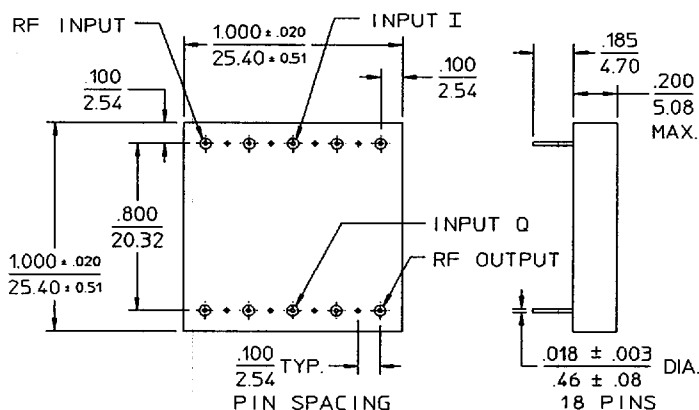 RF INPUT
1.000 ± .020
25.40 ± 0.51
INPUT I
.100
2.54
.100
2.54
.185
4.70
.200
5.08
MAX.
.800
20.32
1.000 ± .020
25.40 ± 0.51
INPUT Q
RF OUTPUT
.100
2.54
TYP.
PIN SPACING
.018 ± .003
.46 ± .08
DIA.
18 PINS